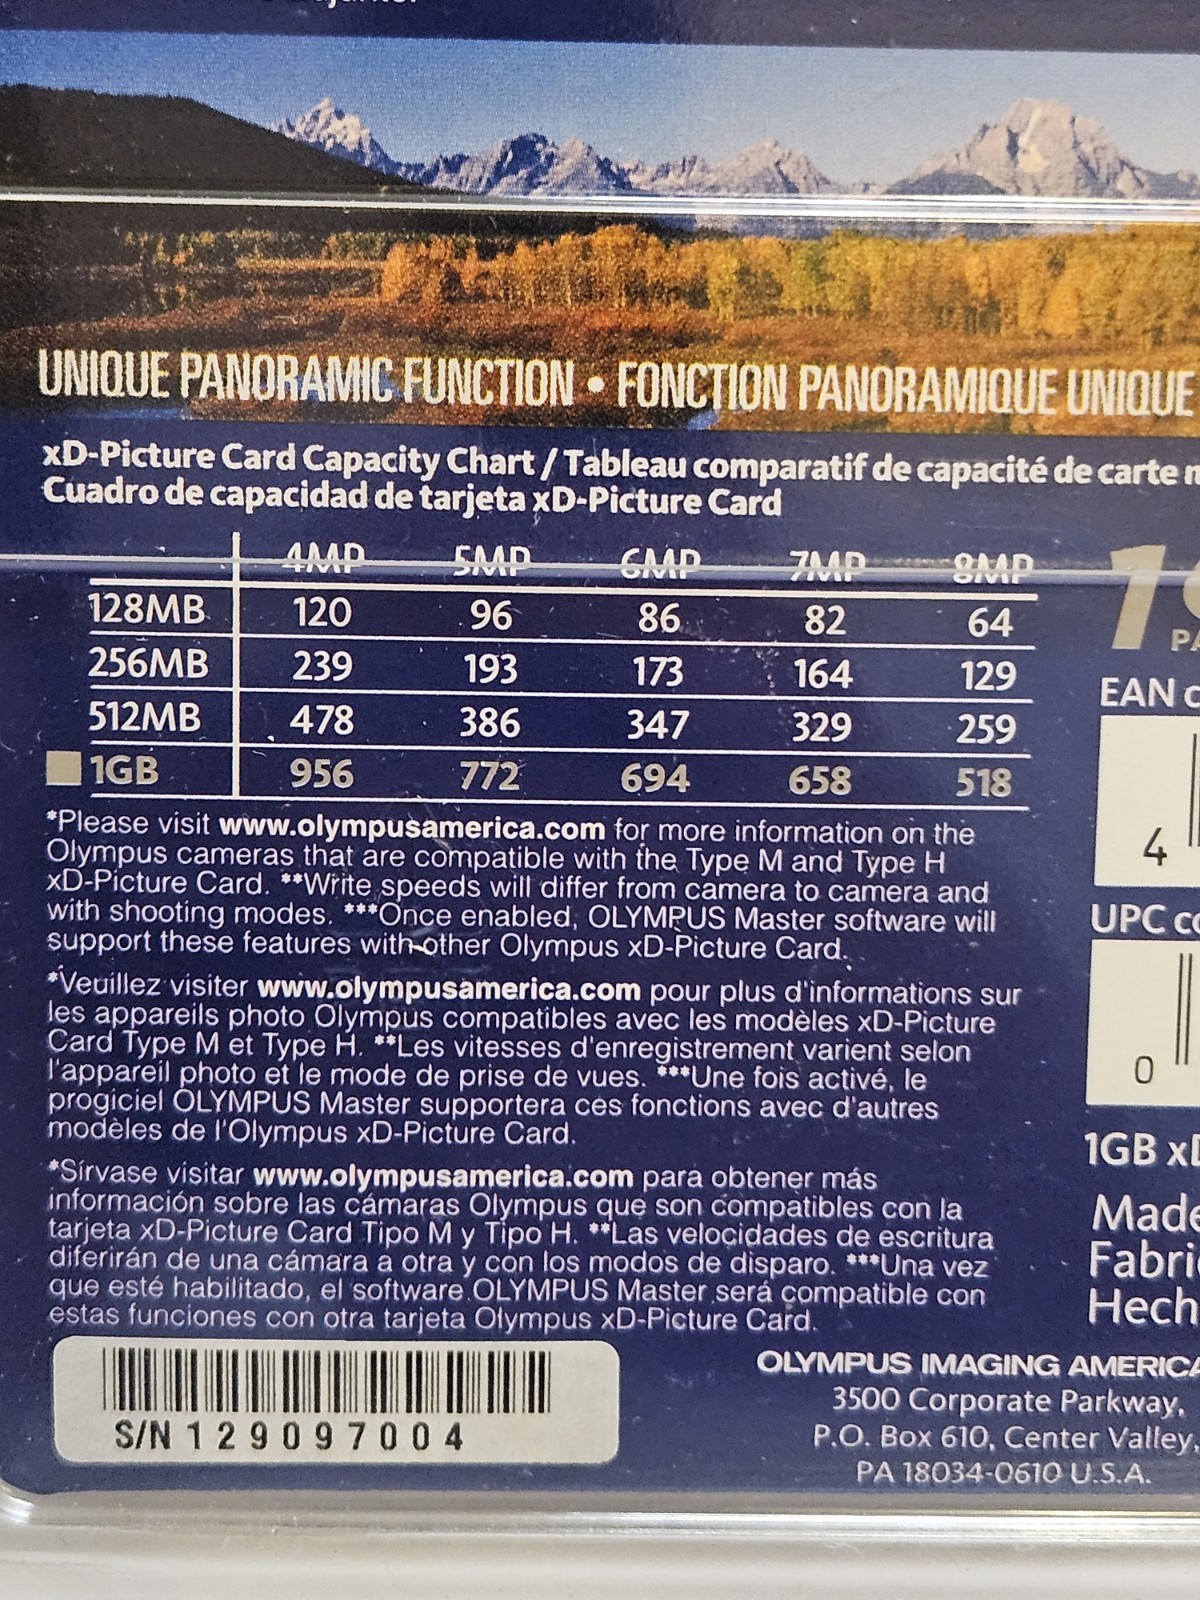 UNIQUE PANORAMIC FUNCTION • FONCTION PANORAMIQUE UNIQUE
xD-Picture Card Capacity Chart / Tableau comparatif de capacité de carte
Cuadro de capacidad de tarjeta xD-Picture Card
4MP 5MP 6MP 7MP 8MP
128MB 120 96 86 82 64
256MB 239 193 173 164 129
512MB 478 386 347 329 259
1GB 956 772 694 658 518
*Please visit www.olympusamerica.com for more information on the
Olympus cameras that are compatible with the Type M and Type H
xD-Picture Card. **Write speeds will differ from camera to camera and
with shooting modes. ***Once enabled, OLYMPUS Master software will
support these features with other Olympus xD-Picture Card.
*Veuillez visiter www.olympusamerica.com pour plus d'informations sur
les appareils photo Olympus compatibles avec les modèles xD-Picture
Card Type M et Type H. **Les vitesses d'enregistrement varient selon
l'appareil photo et le mode de prise de vues. ***Une fois activé, le
progiciel OLYMPUS Master supportera ces fonctions avec d'autres
modèles de l'Olympus xD-Picture Card.
*Sírvase visitar www.olympusamerica.com para obtener más
información sobre las cámaras Olympus que son compatibles con la
tarjeta xD-Picture Card Tipo M y Tipo H. **Las velocidades de escritura
diferirán de una cámara a otra y con los modos de disparo. ***Una vez
que esté habilitado, el software OLYMPUS Master será compatible con
estas funciones con otra tarjeta Olympus xD-Picture Card.
S/N 129097004
EAN
4
UPC
0
1GB
Made
OLYMPUS IMAGING AMERICA
3500 Corporate Parkway,
P.O. Box 610, Center Valley,
PA 18034-0610 U.S.A.